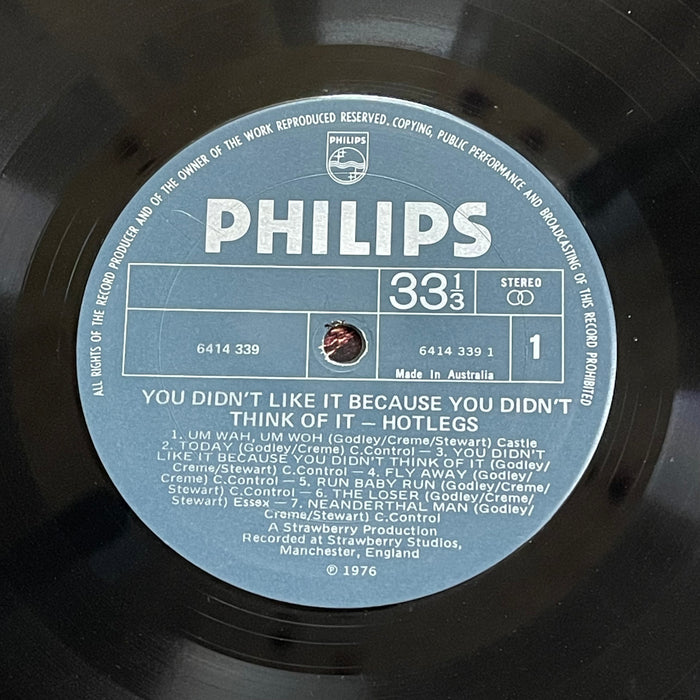 ALL RIGHTS OF THE RECORD PRODUCER AND OF THE OWNER OF THE WORK REPRODUCED RESERVED. COPYING, PUBLIC PERFORMANCE AND BROADCASTING OF THIS RECORD PROHIBITED
PHILIPS
PHILIPS
33 1/3
STEREO
6414 339
6414 339 1
1
Made In Australia
YOU DIDN'T LIKE IT BECAUSE YOU DIDN'T
THINK OF IT – HOTLEGS
1. UM WAH, UM WOH (Godley/Creme/Stewart) Castle
2. TODAY (Godley/Creme) C.Control – 3. YOU DIDN'T
LIKE IT BECAUSE YOU DIDN'T THINK OF IT (Godley/
Creme/Stewart) C.Control – 4. FLY AWAY (Godley/
Creme) C.Control – 5. RUN BABY RUN (Godley/Creme/
Stewart) C.Control – 6. THE LOSER (Godley/Creme/
Stewart) Essex – 7. NEANDERTHAL MAN (Godley/
Creme/Stewart) C.Control
A Strawberry Production
Recorded at Strawberry Studios,
Manchester, England
℗ 1976